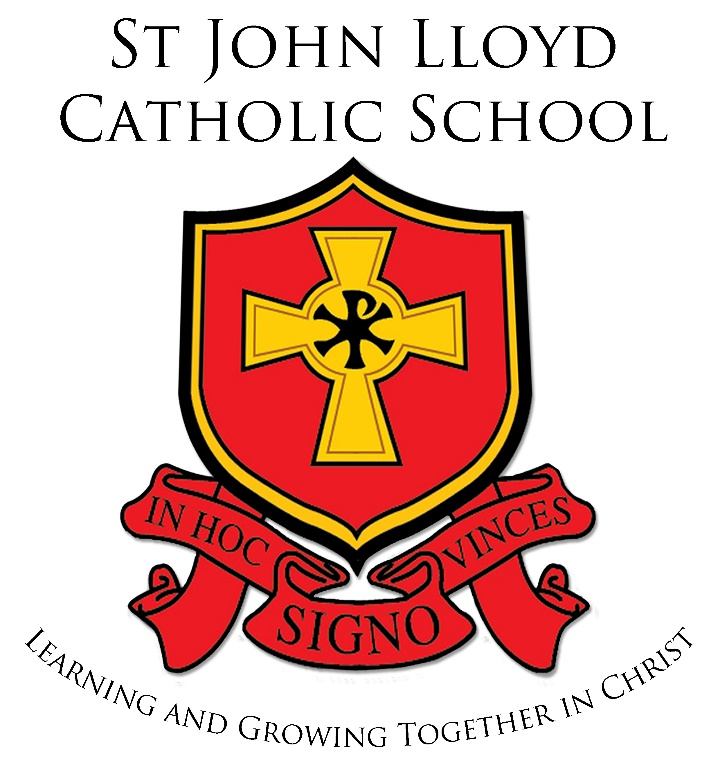 St John Lloyd
Catholic School
IN HOC
SIGNO
VINCES
Learning and Growing Together in Christ